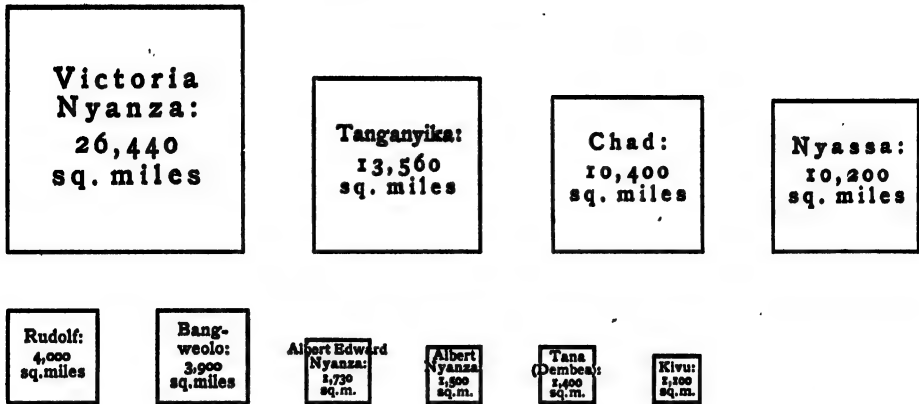 Victoria
Nyanza:
26,440
sq. miles
Tanganyika:
13,560
sq. miles
Chad:
10,400
sq. miles
Nyassa:
10,200
sq. miles
Rudolf:
4,000
sq.miles
Bang-
weolo:
3,900
sq.miles
Albert Edward
Nyanza:
1,730
sq.m.
Albert
Nyanza
1,500
sq.m.
Tana
(Dembea):
1,400
sq.m.
Kivu:
1,100
sq.m.